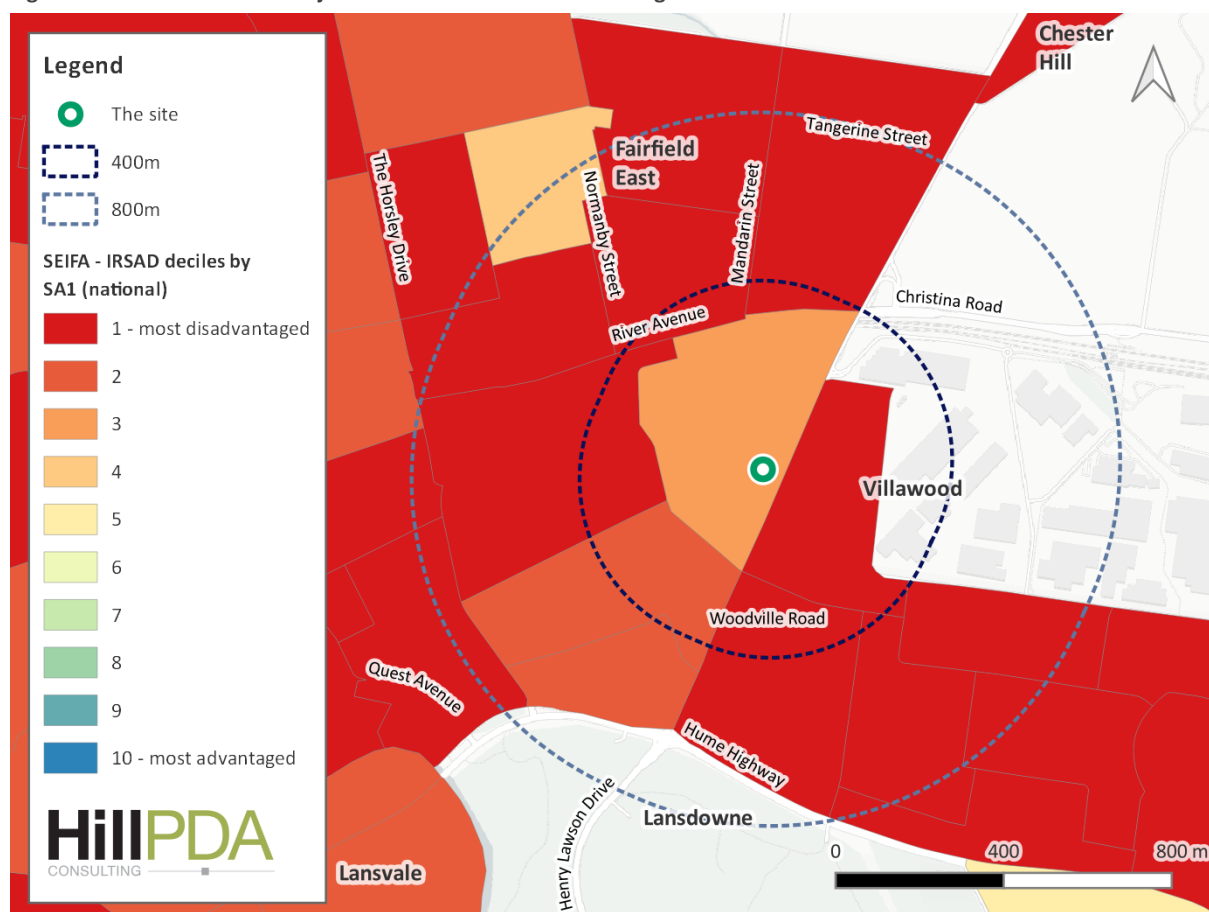 Legend
The site
400m
800m
SEIFA - IRSAD deciles by
SA1 (national)
1 - most disadvantaged
2
3
4
5
6
7
8
9
10 - most advantaged
HillPDA
CONSULTING
Chester
Hill
Tangerine Street
Fairfield
East
The Horsley Drive
Normanby Street
Mandarin Street
Christina Road
River Avenue
Villawood
Woodville Road
Quest Avenue
Hume Highway
Henry Lawson Drive
Lansdowne
Lansvale
0
400
800 m